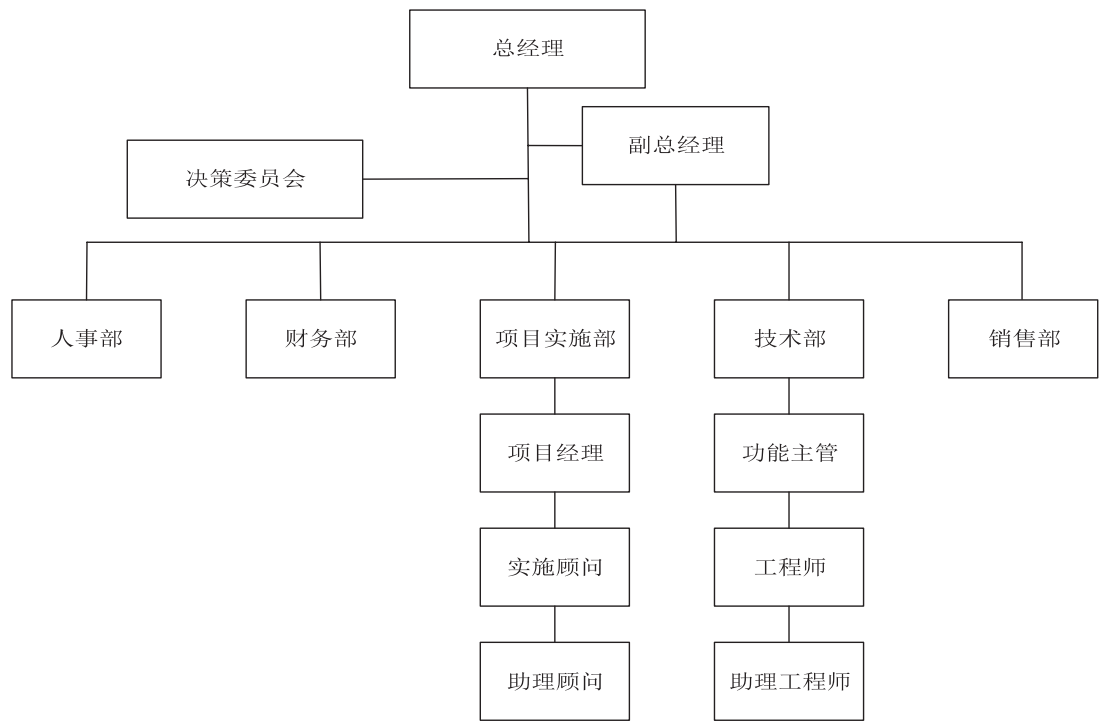 总经理
副总经理
决策委员会
人事部
财务部
项目实施部
技术部
销售部
项目经理
功能主管
实施顾问
工程师
助理顾问
助理工程师